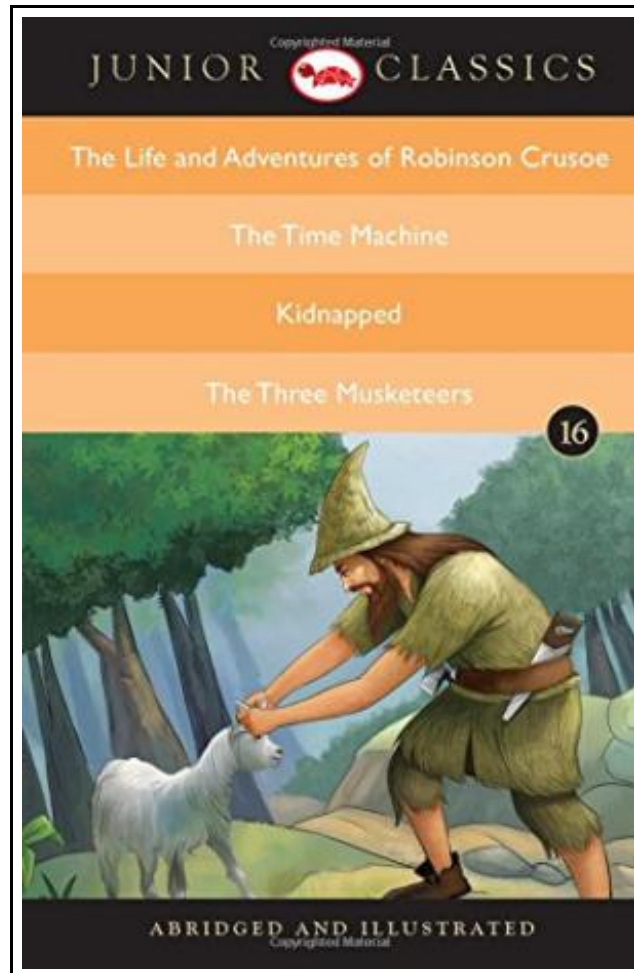 Copyrighted Material
JUNIOR CLASSICS
The Life and Adventures of Robinson Crusoe
The Time Machine
Kidnapped
The Three Musketeers
16
ABRIDGED AND ILLUSTRATED
Copyrighted Material